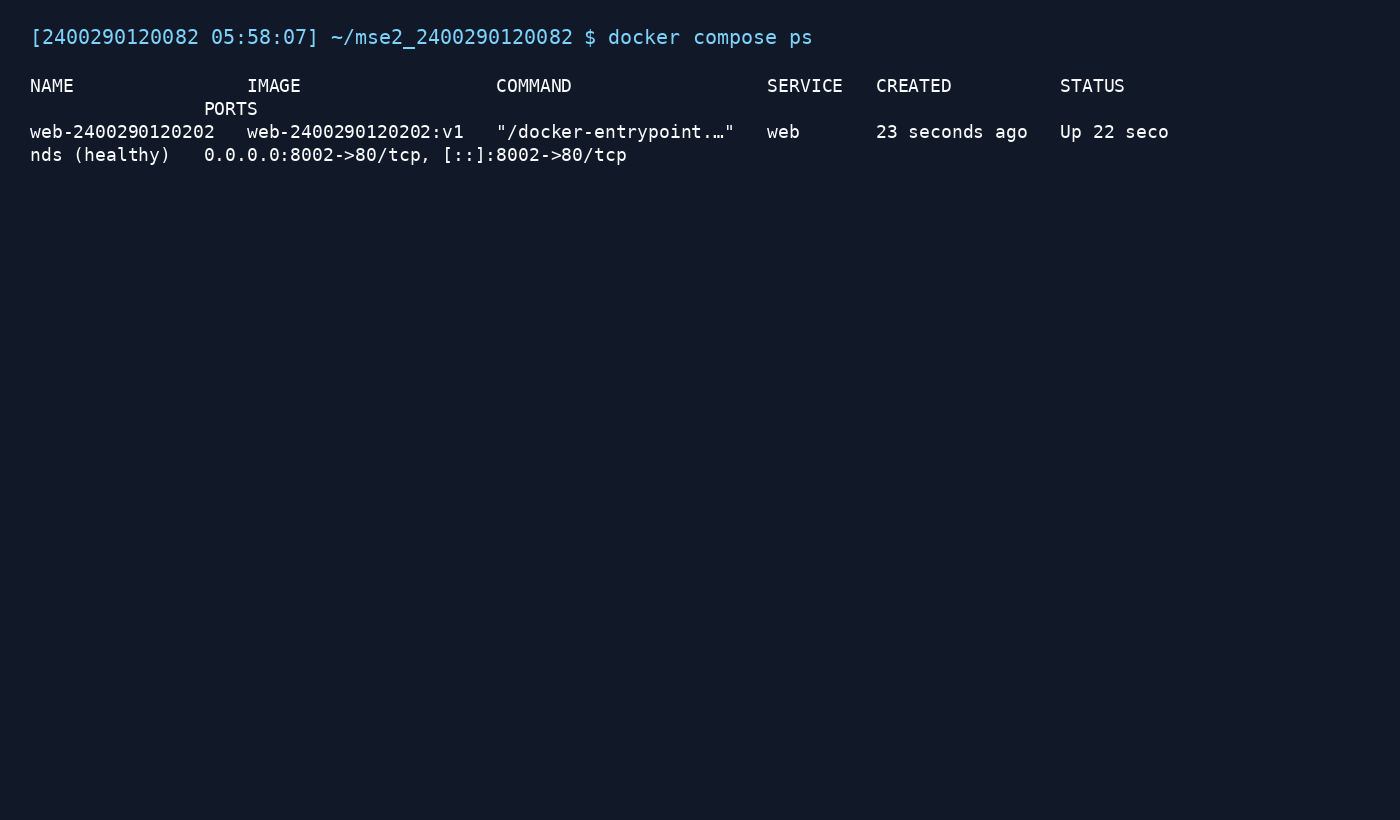 [2400290120082 05:58:07] ~/mse2_2400290120082 $ docker compose ps
NAME                IMAGE                  COMMAND                  SERVICE   CREATED          STATUS
                PORTS
web-2400290120202   web-2400290120202:v1   "/docker-entrypoint.…"   web       23 seconds ago   Up 22 seco
nds (healthy)   0.0.0.0:8002->80/tcp, [::]:8002->80/tcp